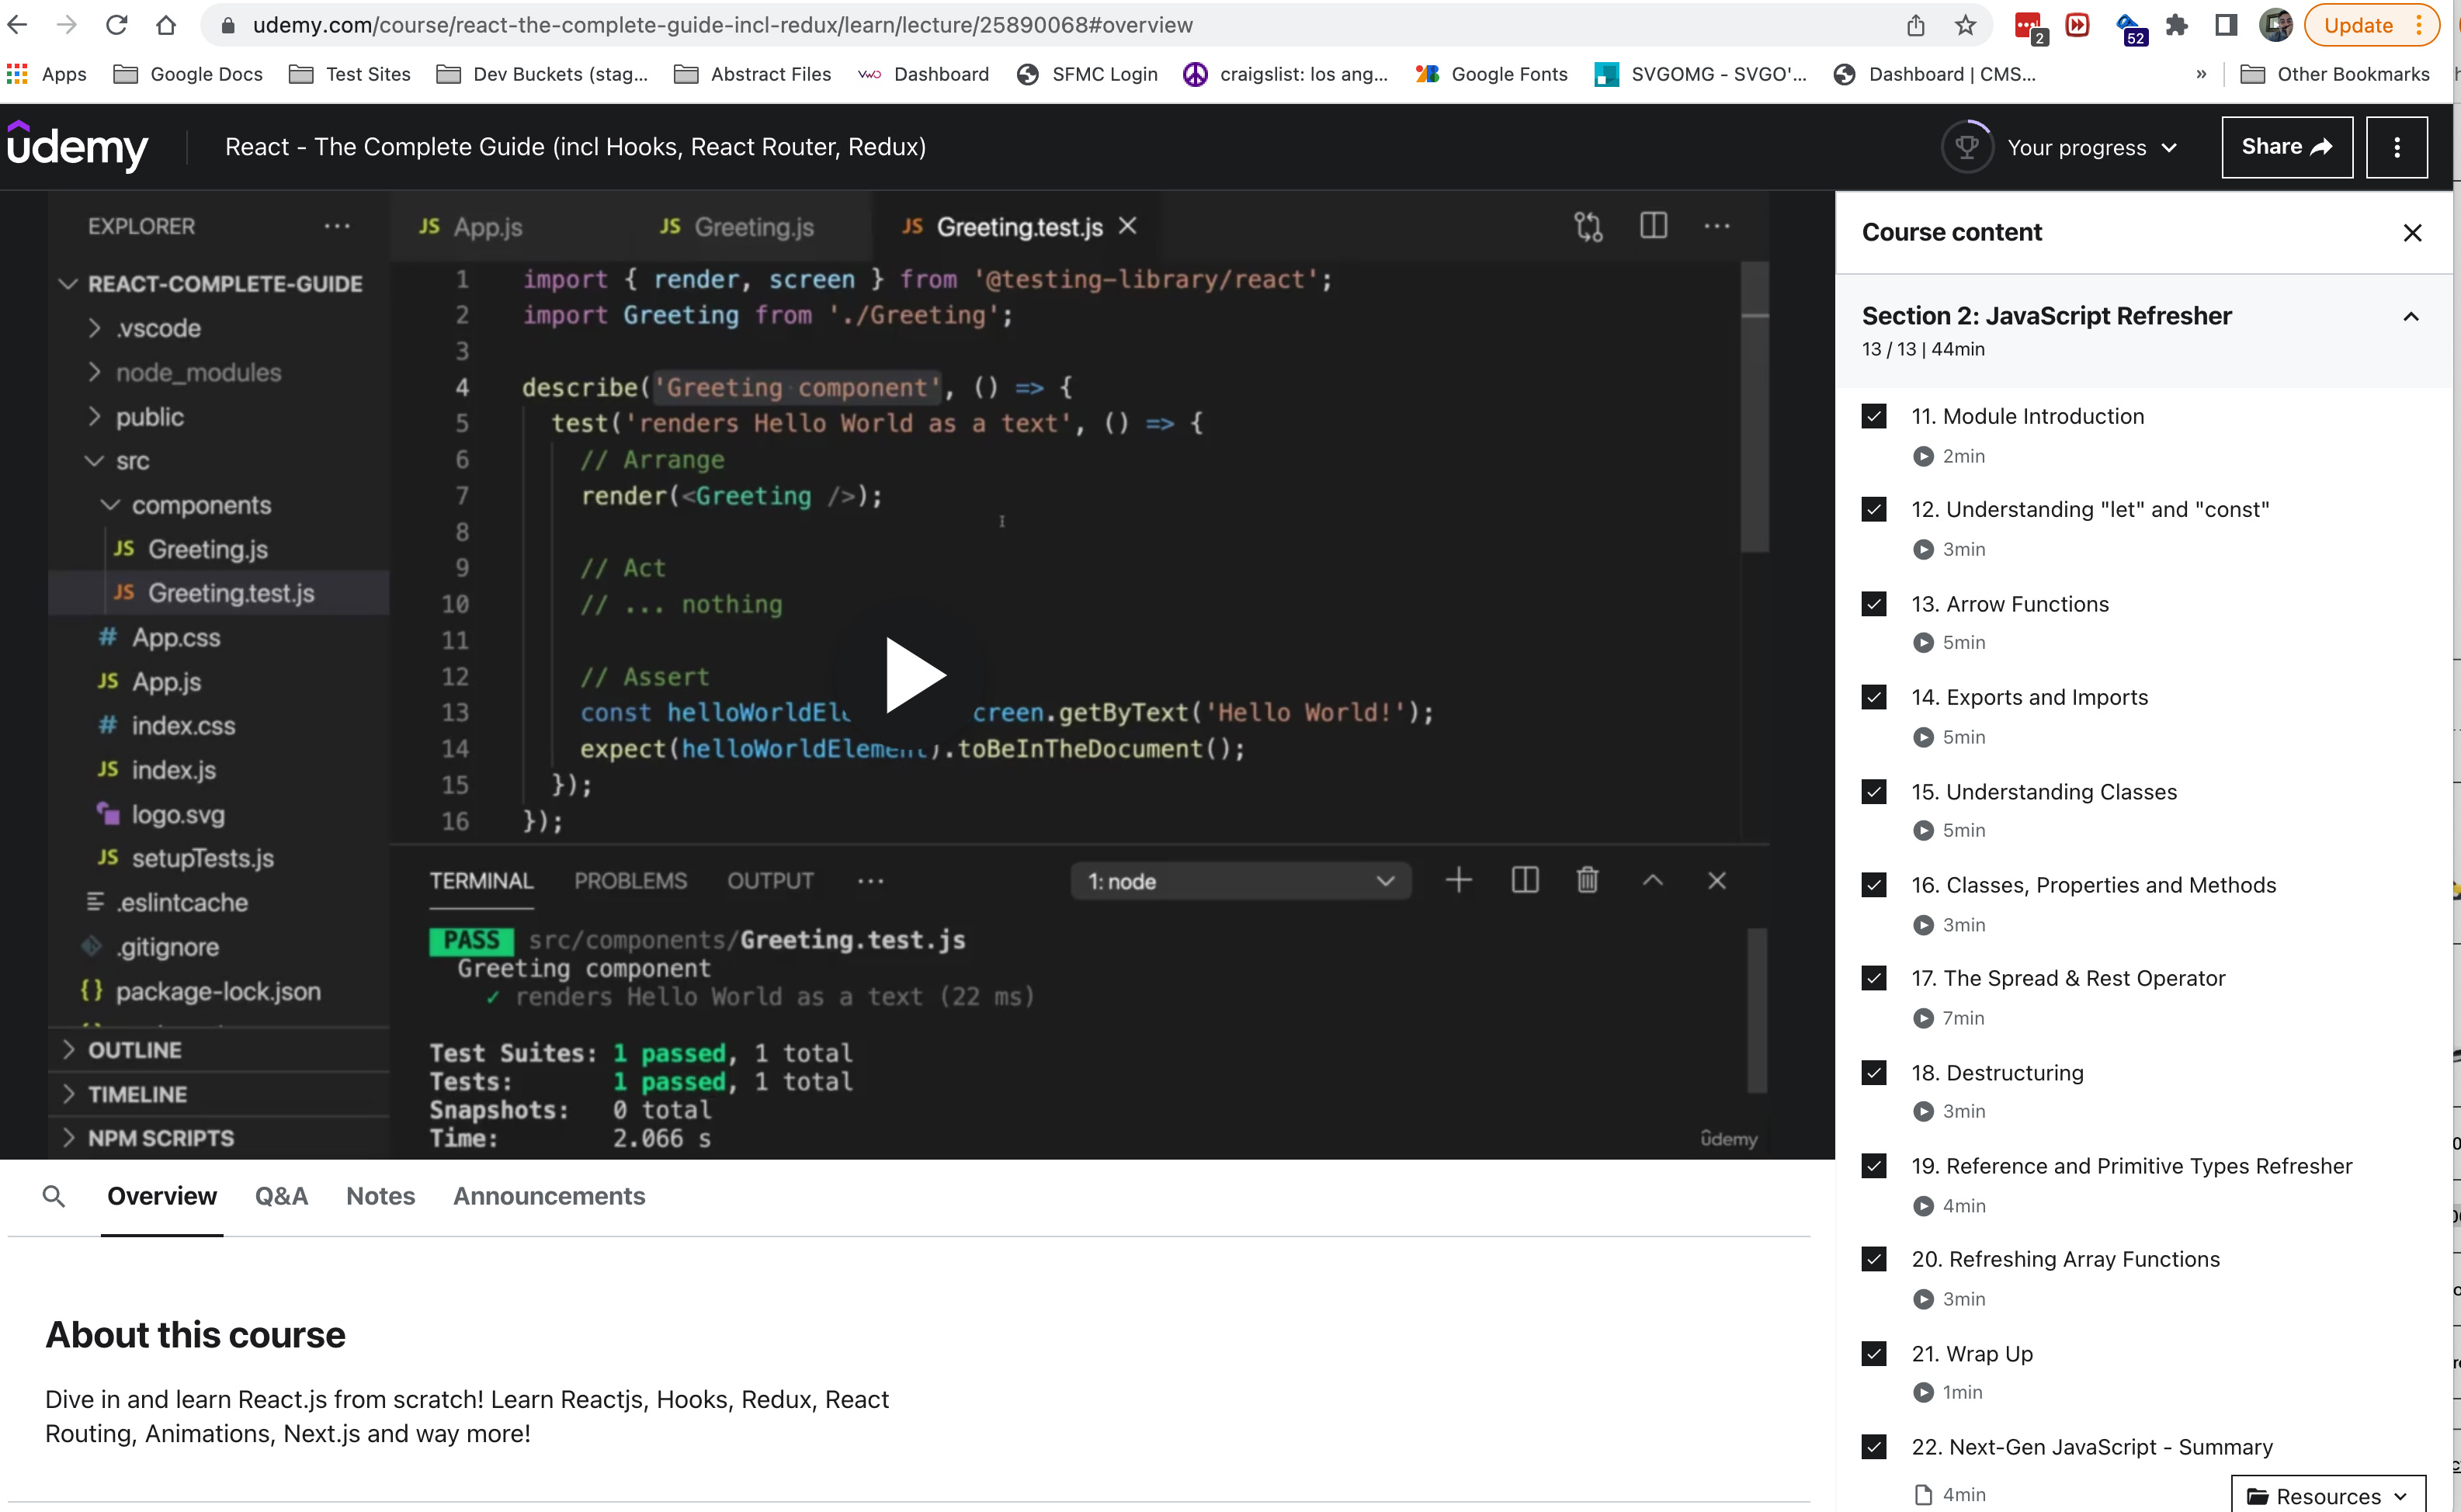 udemy.com/course/react-the-complete-guide-incl-redux/learn/lecture/25890068#overview
2
52
Update
Apps
Google Docs
Test Sites
Dev Buckets (stag...
Abstract Files
VWO Dashboard
SFMC Login
craigslist: los ang...
Google Fonts
SVGOMG - SVGO'...
Dashboard | CMS...
»
Other Bookmarks
udemy
React - The Complete Guide (incl Hooks, React Router, Redux)
Your progress
Share
EXPLORER
REACT-COMPLETE-GUIDE
.vscode
node_modules
public
src
components
JS Greeting.js
JS Greeting.test.js
# App.css
JS App.js
# index.css
JS index.js
logo.svg
JS setupTests.js
.eslintcache
.gitignore
{} package-lock.json
OUTLINE
TIMELINE
NPM SCRIPTS
JS App.js
JS Greeting.js
JS Greeting.test.js
1 import { render, screen } from '@testing-library/react';
2 import Greeting from './Greeting';
3
4 describe('Greeting component', () => {
5 test('renders Hello World as a text', () => {
6 // Arrange
7 render(<Greeting />);
8
9 // Act
10 // ... nothing
11
12 // Assert
13 const helloWorldEle creen.getByText('Hello World!');
14 expect(helloWorldElement).toBeInTheDocument();
15 });
16 });
TERMINAL
PROBLEMS
OUTPUT
1: node
PASS src/components/Greeting.test.js
Greeting component
✓ renders Hello World as a text (22 ms)
Test Suites: 1 passed, 1 total
Tests: 1 passed, 1 total
Snapshots: 0 total
Time: 2.066 s
udemy
Overview
Q&A
Notes
Announcements
About this course
Dive in and learn React.js from scratch! Learn Reactjs, Hooks, Redux, React
Routing, Animations, Next.js and way more!
Course content
Section 2: JavaScript Refresher
13 / 13 | 44min
11. Module Introduction
2min
12. Understanding "let" and "const"
3min
13. Arrow Functions
5min
14. Exports and Imports
5min
15. Understanding Classes
5min
16. Classes, Properties and Methods
3min
17. The Spread & Rest Operator
7min
18. Destructuring
3min
19. Reference and Primitive Types Refresher
4min
20. Refreshing Array Functions
3min
21. Wrap Up
1min
22. Next-Gen JavaScript - Summary
4min
Resources